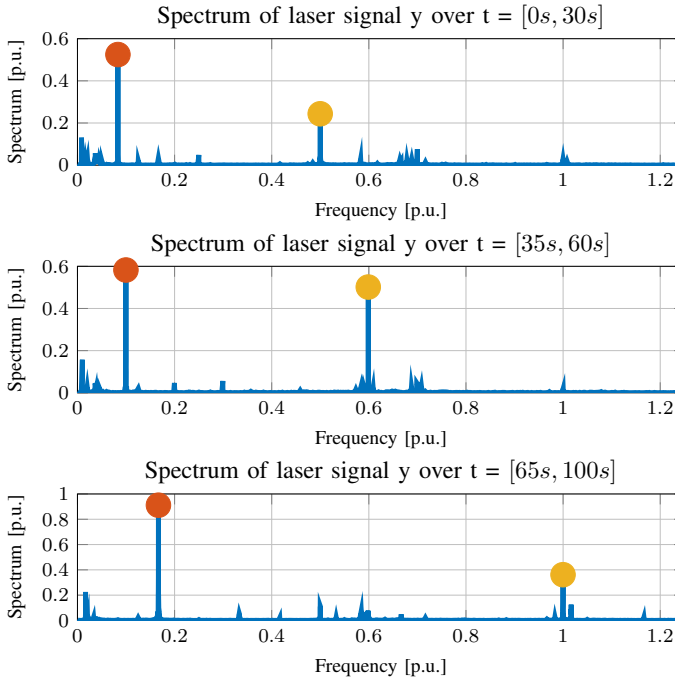 Spectrum of laser signal y over t = [0s, 30s]
Spectrum [p.u.]
0.6
0.4
0.2
0
0 0.2 0.4 0.6 0.8 1 1.2
Frequency [p.u.]
Spectrum of laser signal y over t = [35s, 60s]
Spectrum [p.u.]
0.6
0.4
0.2
0
0 0.2 0.4 0.6 0.8 1 1.2
Frequency [p.u.]
Spectrum of laser signal y over t = [65s, 100s]
Spectrum [p.u.]
1
0.8
0.6
0.4
0.2
0
0 0.2 0.4 0.6 0.8 1 1.2
Frequency [p.u.]